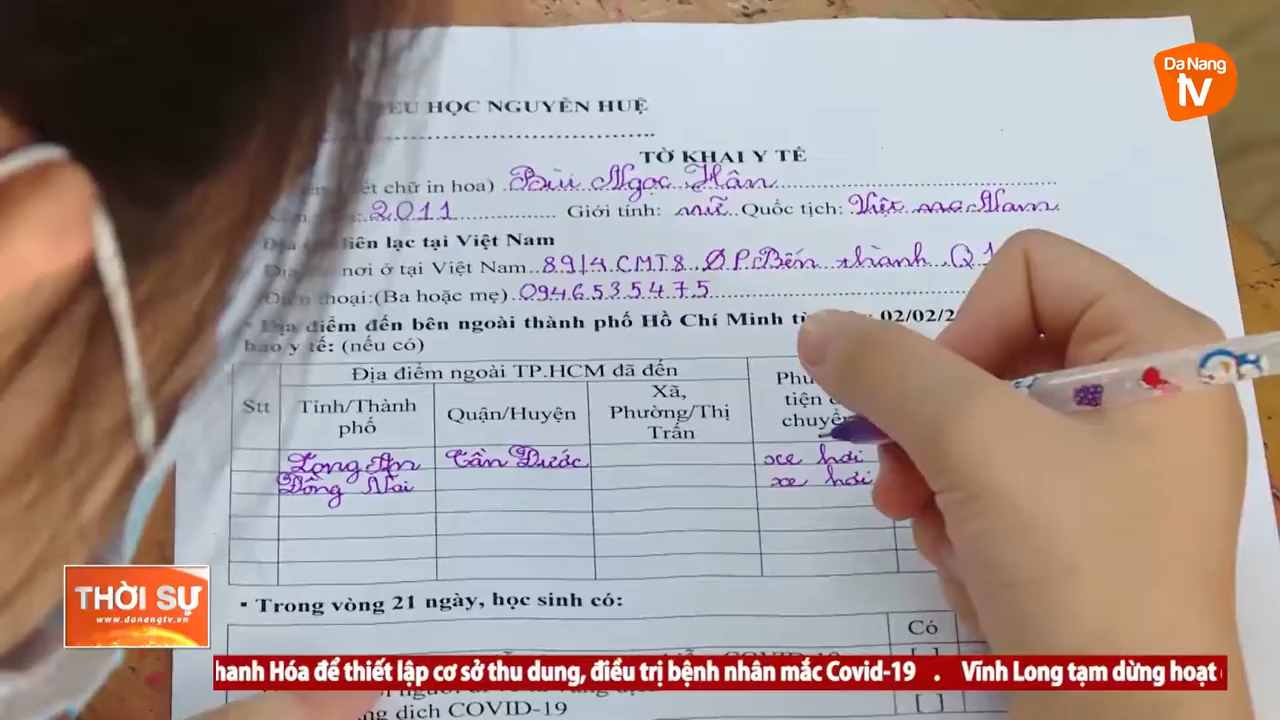 Da Nang
tv
HỌC NGUYỄN HUỆ
TỜ KHAI Y TẾ
chữ in hoa) Bùi Ngọc Hân
2011 Giới tính: nữ Quốc tịch: Việt Nam
liên lạc tại Việt Nam
nơi ở tại Việt Nam 89/4 CMT8 P. Bến thành Q1
thoại:(Ba hoặc mẹ) 0946535475
Địa điểm đến bên ngoài thành phố Hồ Chí Minh 02/02/
y tế: (nếu có)
Địa điểm ngoài TP.HCM đã đến
Stt
Tỉnh/Thành phố
Quận/Huyện
Xã,
Phường/Thị
Trấn
tiện
Long An Cần Đước xe hơi
Đồng Nai xe hơi
▪ Trong vòng 21 ngày, học sinh có:
Có
THỜI SỰ
www.danangtv.vn
Hóa để thiết lập cơ sở thu dung, điều trị bệnh nhân mắc Covid-19 . Vĩnh Long tạm dừng hoạt
[ ]
dịch COVID-19